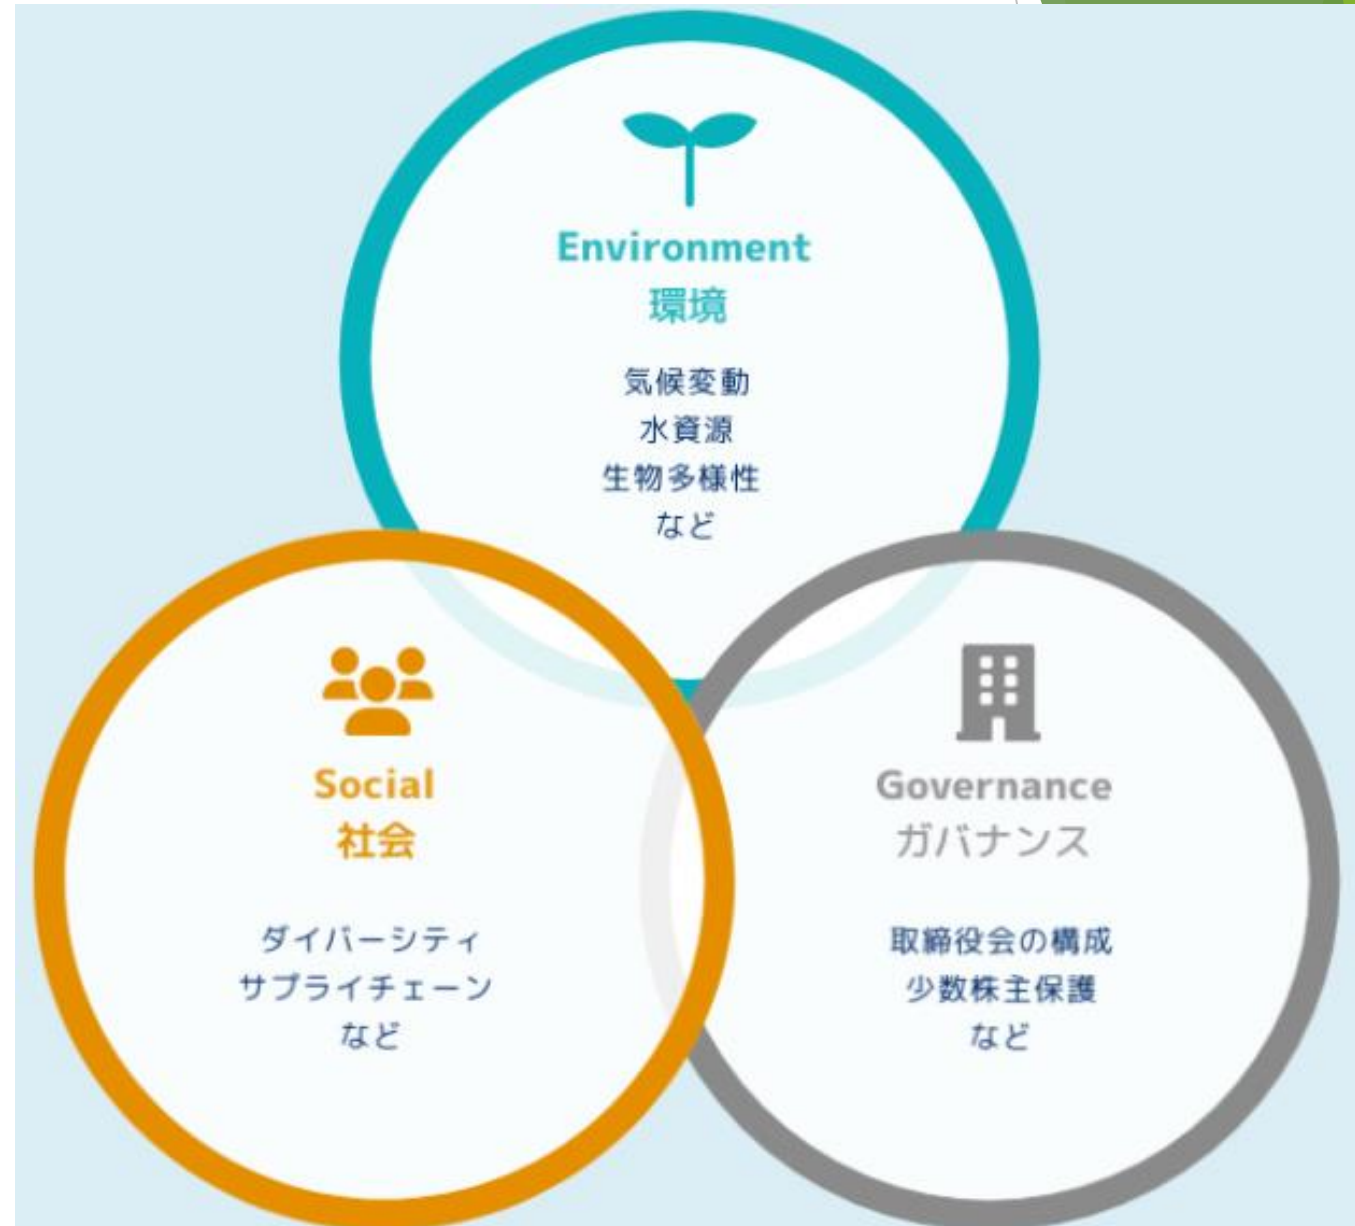 Environment
環境
気候変動
水資源
生物多様性
など
Social
社会
ダイバーシティ
サプライチェーン
など
Governance
ガバナンス
取締役会の構成
少数株主保護
など